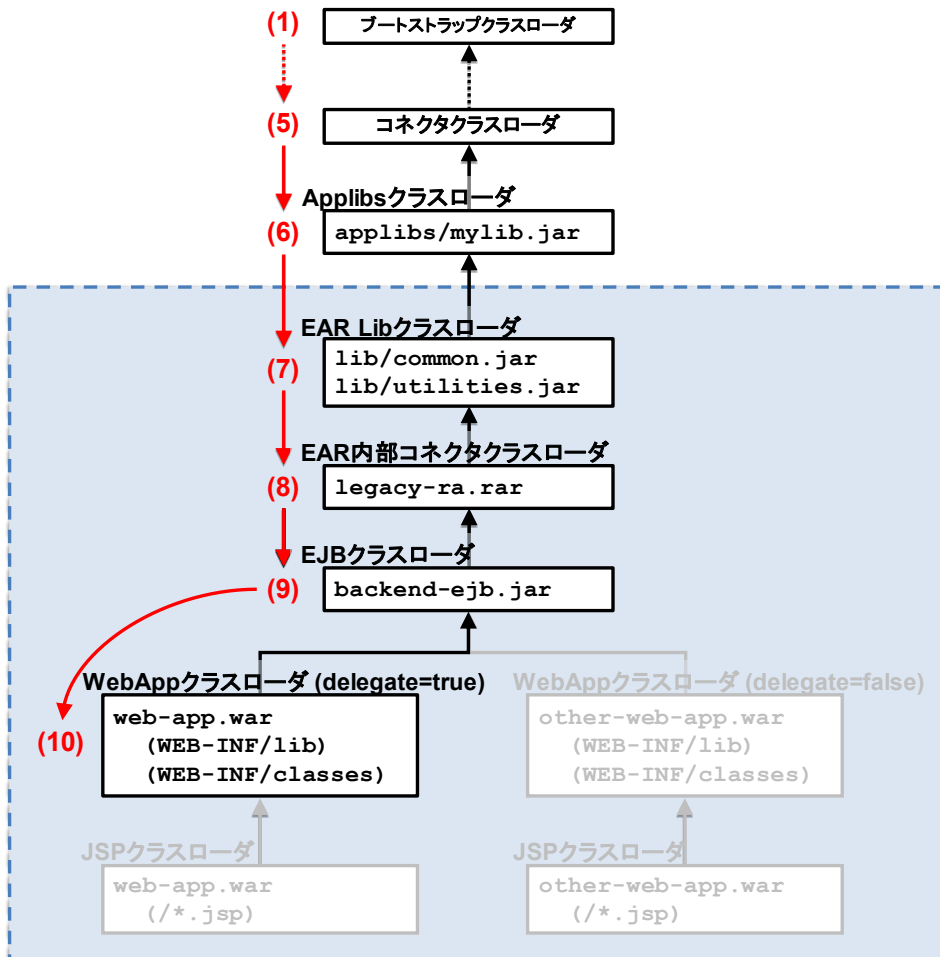 (1)
ブートストラップクラスローダ
(5)
コネクタクラスローダ
Applibsクラスローダ
(6)
applibs/mylib.jar
EAR Libクラスローダ
(7)
lib/common.jar
lib/utilities.jar
EAR内部コネクタクラスローダ
(8)
legacy-ra.rar
EJBクラスローダ
(9)
backend-ejb.jar
WebAppクラスローダ (delegate=true)
(10)
web-app.war
(WEB-INF/lib)
(WEB-INF/classes)
WebAppクラスローダ (delegate=false)
other-web-app.war
(WEB-INF/lib)
(WEB-INF/classes)
JSPクラスローダ
web-app.war
(/*.jsp)
JSPクラスローダ
other-web-app.war
(/*.jsp)